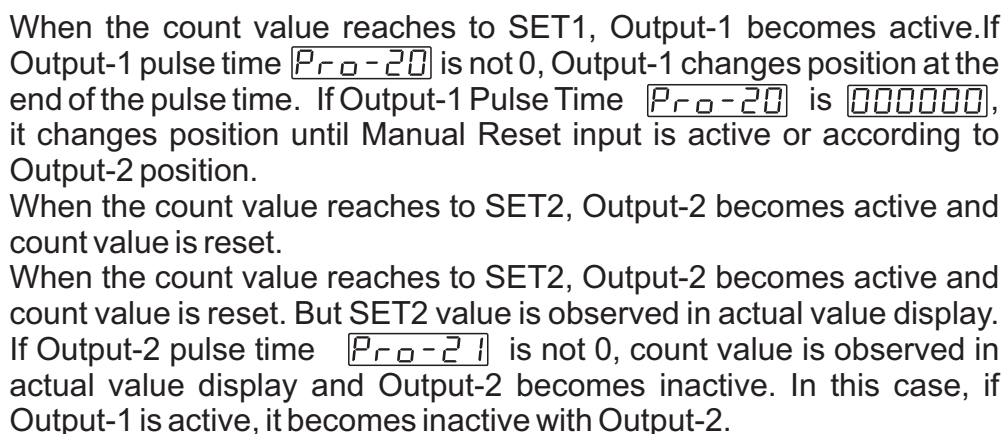 When the count value reaches to SET1, Output-1 becomes active.If
Output-1 pulse time Pro-20 is not 0, Output-1 changes position at the
end of the pulse time. If Output-1 Pulse Time Pro-20 is 000000,
it changes position until Manual Reset input is active or according to
Output-2 position.
When the count value reaches to SET2, Output-2 becomes active and
count value is reset.
When the count value reaches to SET2, Output-2 becomes active and
count value is reset. But SET2 value is observed in actual value display.
If Output-2 pulse time Pro-21 is not 0, count value is observed in
actual value display and Output-2 becomes inactive. In this case, if
Output-1 is active, it becomes inactive with Output-2.